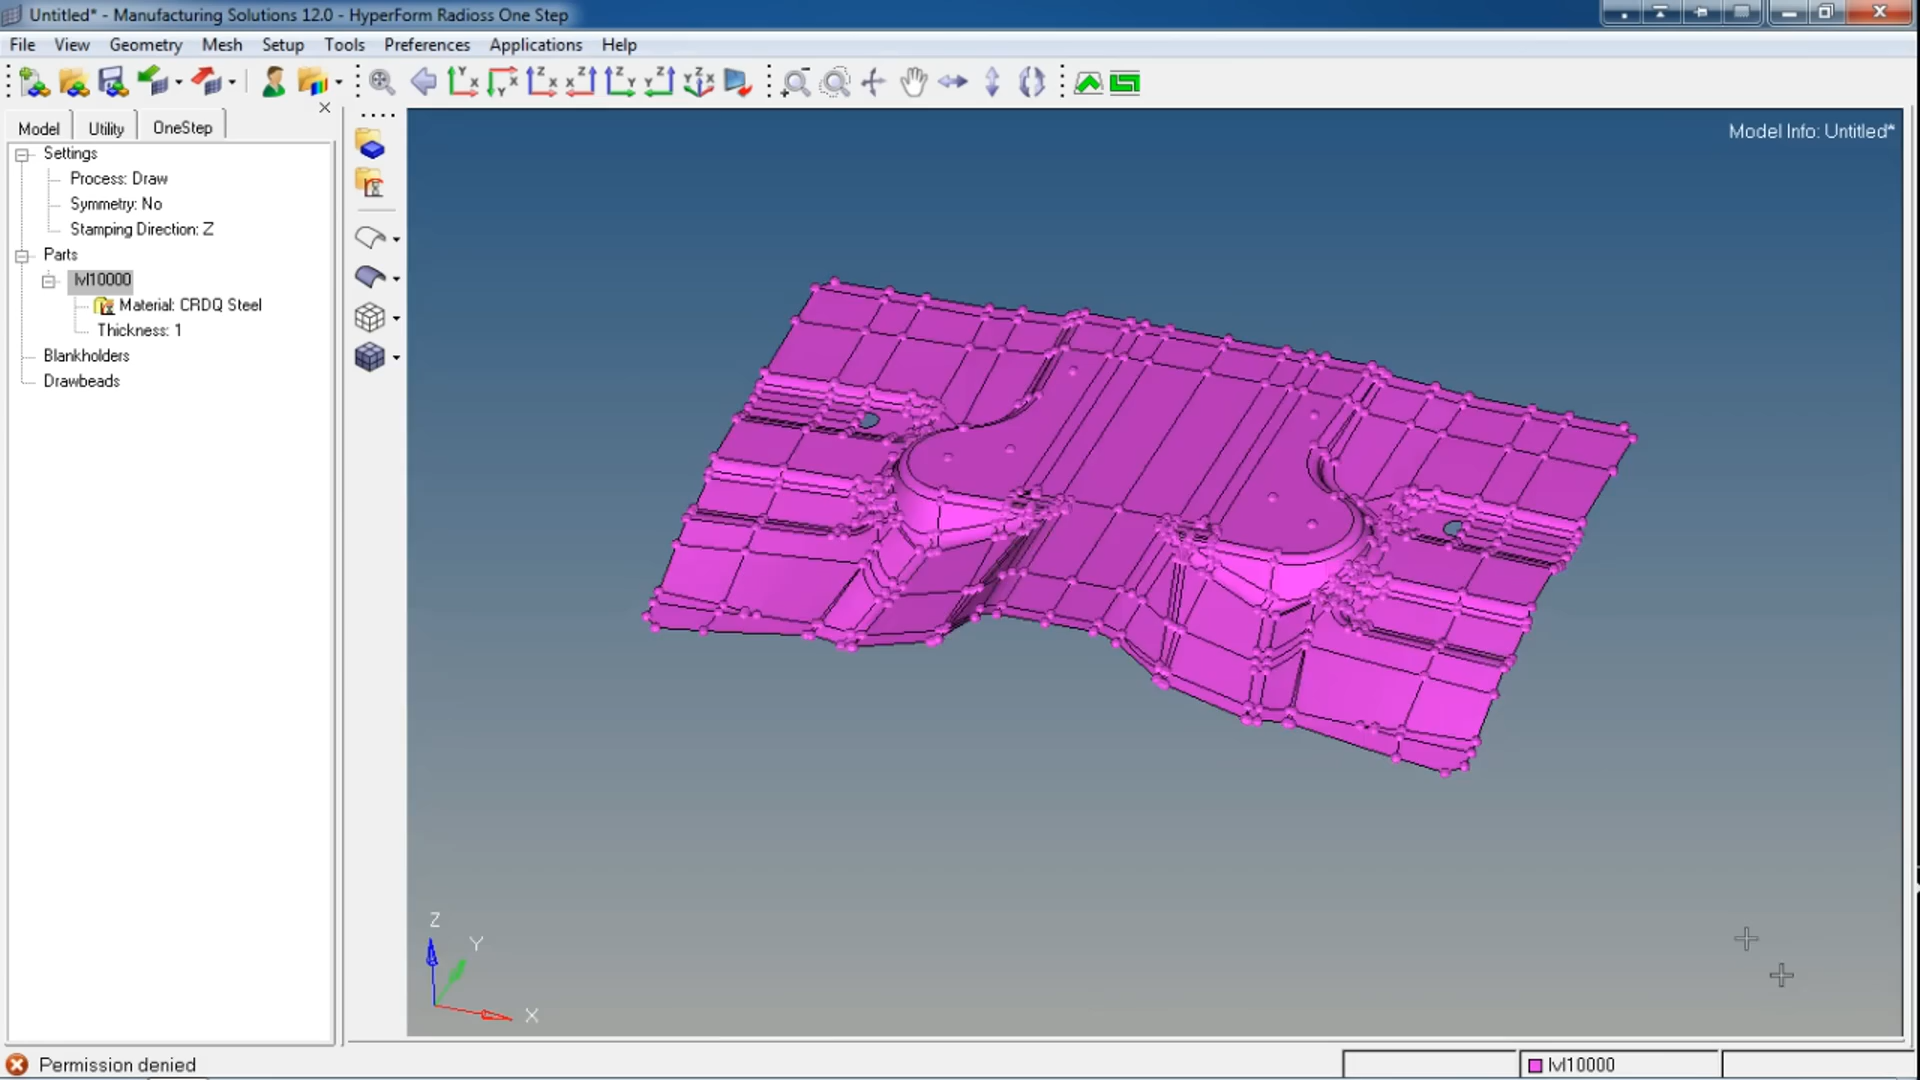 Untitled* - Manufacturing Solutions 12.0 - HyperForm Radioss One Step
File View Geometry Mesh Setup Tools Preferences Applications Help
Model Utility OneStep
Settings
Process: Draw
Symmetry: No
Stamping Direction: Z
Parts
lvl10000
Material: CRDQ Steel
Thickness: 1
Blankholders
Drawbeads
Model Info: Untitled*
Z
Y
X
Permission denied
lvl10000